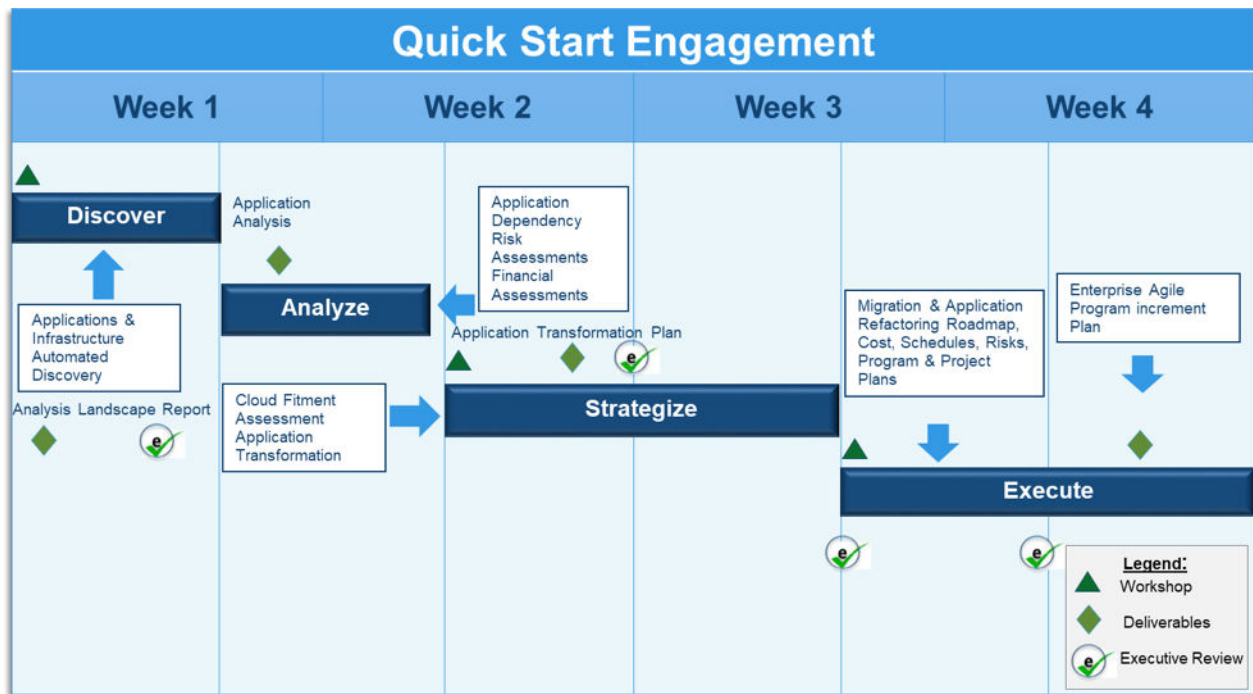 Quick Start Engagement
Week 1
Week 2
Week 3
Week 4
Discover
Application
Analysis
Application
Dependency
Risk
Assessments
Financial
Assessments
Analyze
Applications &
Infrastructure
Automated
Discovery
Analysis Landscape Report
e
Application Transformation Plan
e
Cloud Fitment
Assessment
Application
Transformation
Strategize
Migration & Application
Refactoring Roadmap,
Cost, Schedules, Risks,
Program & Project
Plans
Enterprise Agile
Program increment
Plan
Execute
e
e
Legend:
Workshop
Deliverables
e
Executive Review